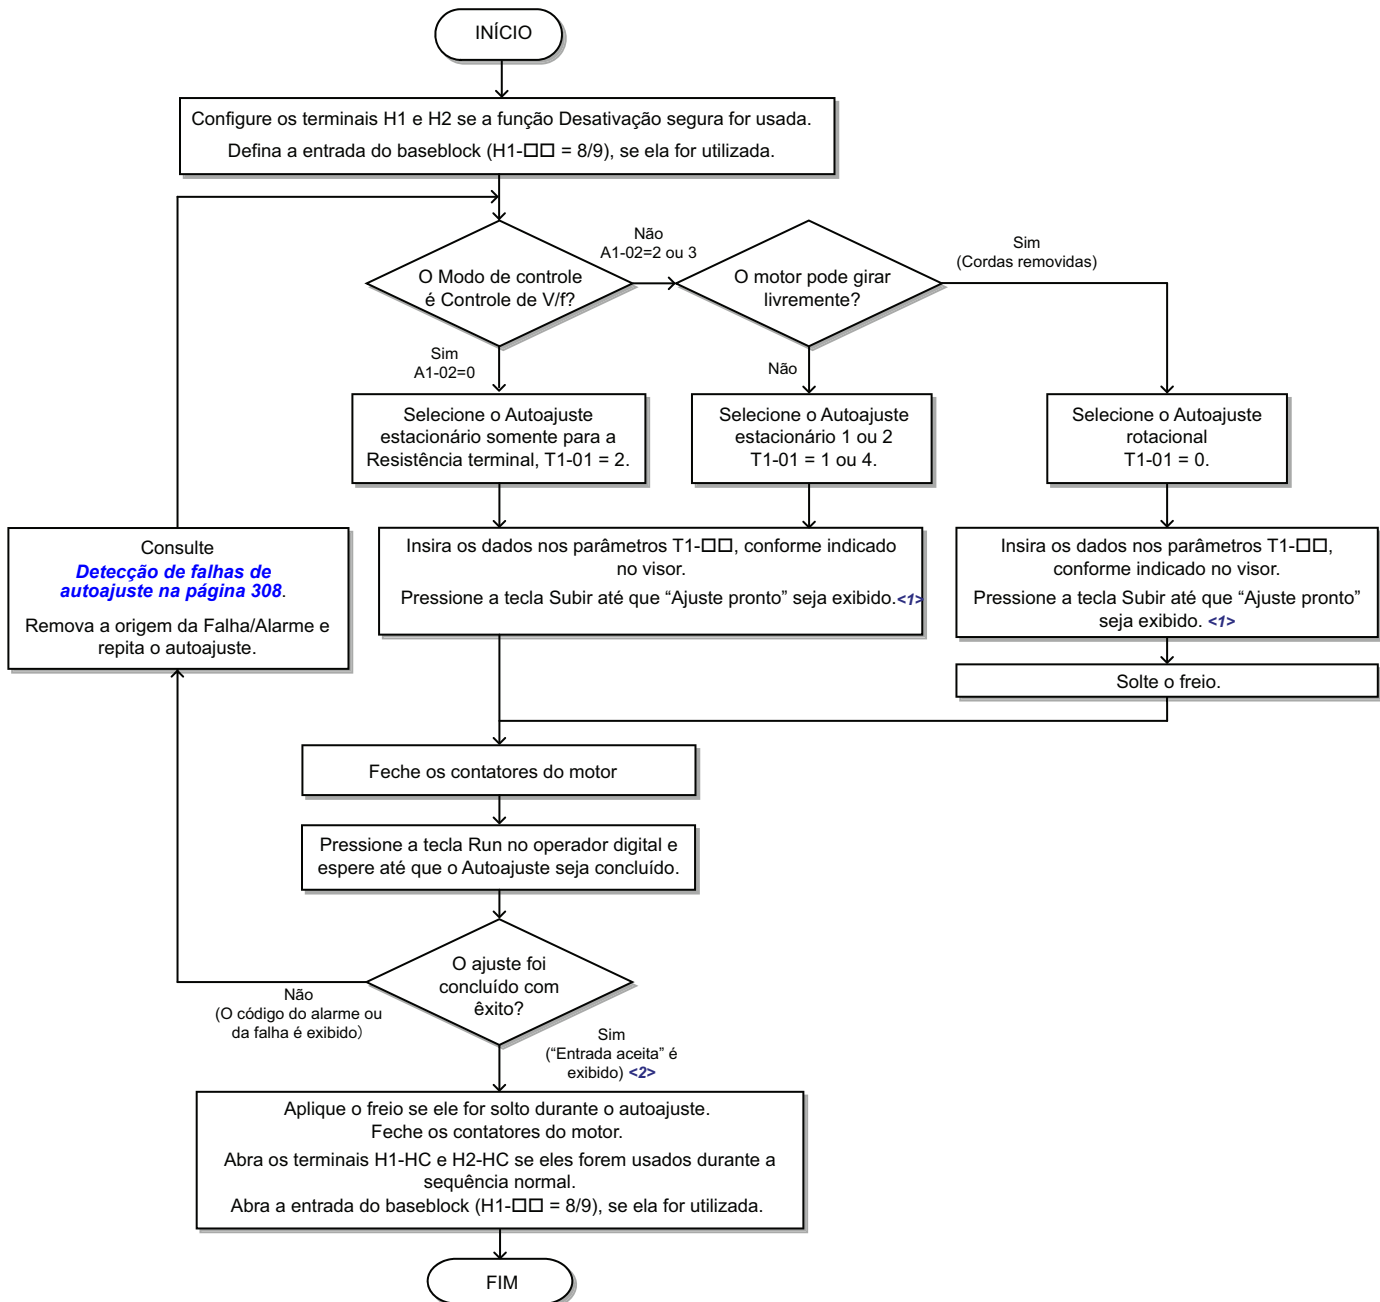 INÍCIO
Configure os terminais H1 e H2 se a função Desativação segura for usada.
Defina a entrada do baseblock (H1-□□ = 8/9), se ela for utilizada.
O Modo de controle
é Controle de V/f?
Não
A1-02=2 ou 3
O motor pode girar
livremente?
Sim
(Cordas removidas)
Sim
A1-02=0
Não
Selecione o Autoajuste
estacionário somente para a
Resistência terminal, T1-01 = 2.
Selecione o Autoajuste
estacionário 1 ou 2
T1-01 = 1 ou 4.
Selecione o Autoajuste
rotacional
T1-01 = 0.
Consulte
Detecção de falhas de
autoajuste na página 308.
Remova a origem da Falha/Alarme e
repita o autoajuste.
Insira os dados nos parâmetros T1-□□, conforme indicado
no visor.
Pressione a tecla Subir até que “Ajuste pronto” seja exibido.<1>
Insira os dados nos parâmetros T1-□□,
conforme indicado no visor.
Pressione a tecla Subir até que “Ajuste pronto”
seja exibido. <1>
Solte o freio.
Feche os contatores do motor
Pressione a tecla Run no operador digital e
espere até que o Autoajuste seja concluído.
O ajuste foi
concluído com
êxito?
Não
(O código do alarme ou
da falha é exibido)
Sim
(“Entrada aceita” é
exibido) <2>
Aplique o freio se ele for solto durante o autoajuste.
Feche os contatores do motor.
Abra os terminais H1-HC e H2-HC se eles forem usados durante a
sequência normal.
Abra a entrada do baseblock (H1-□□ = 8/9), se ela for utilizada.
FIM